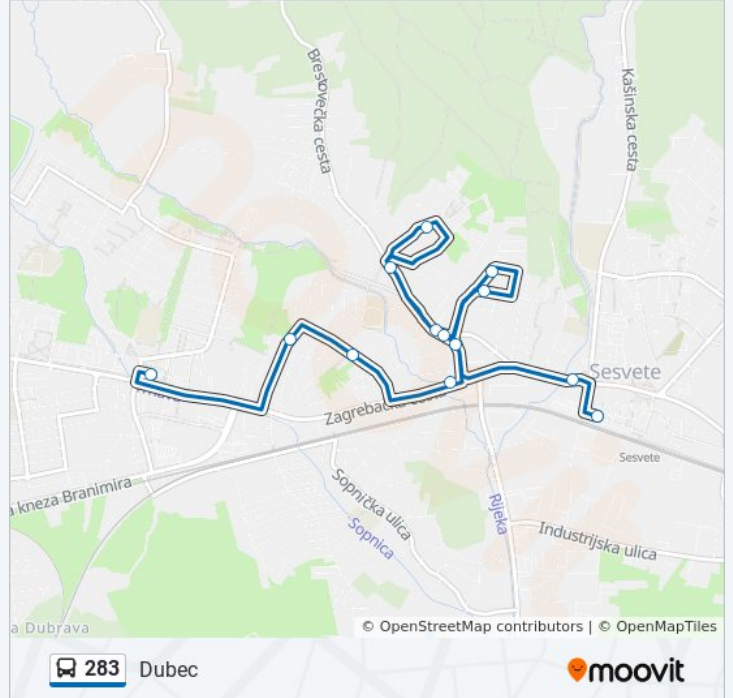 Brestovečka cesta
Kašinska cesta
Sesvete
Zagrebačka cesta
Sesvete
a kneza Branimira
Sopnička ulica
Sopnica
Rijeka
Industrijska ulica
a Dubrava
© OpenStreetMap contributors | © OpenMapTiles
283 Dubec
moovit